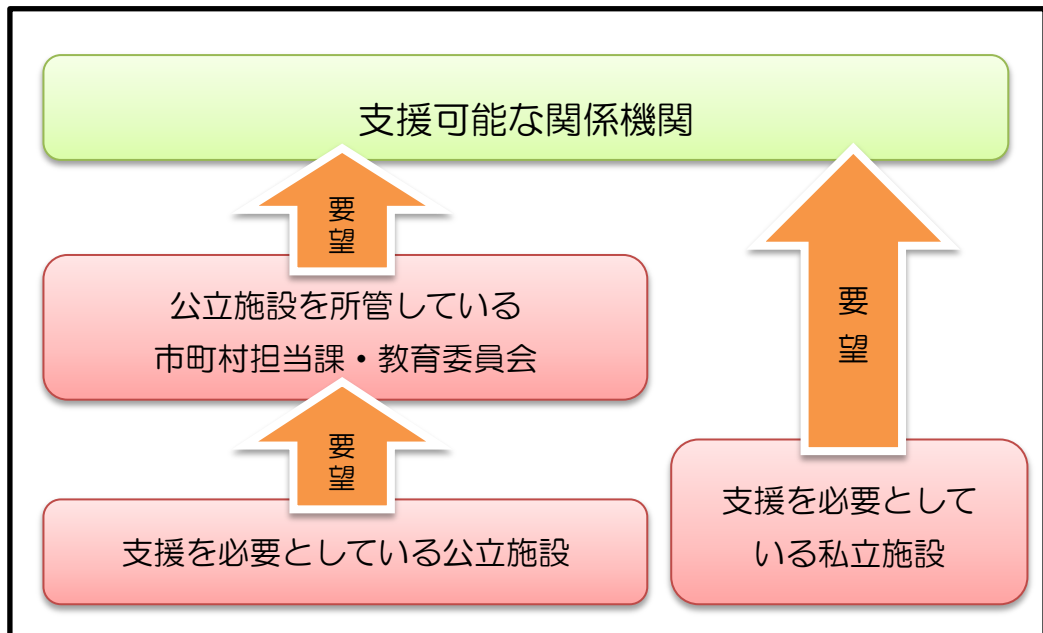 支援可能な関係機関
要望
公立施設を所管している
市町村担当課・教育委員会
要望
支援を必要としている公立施設
要望
支援を必要として
いる私立施設